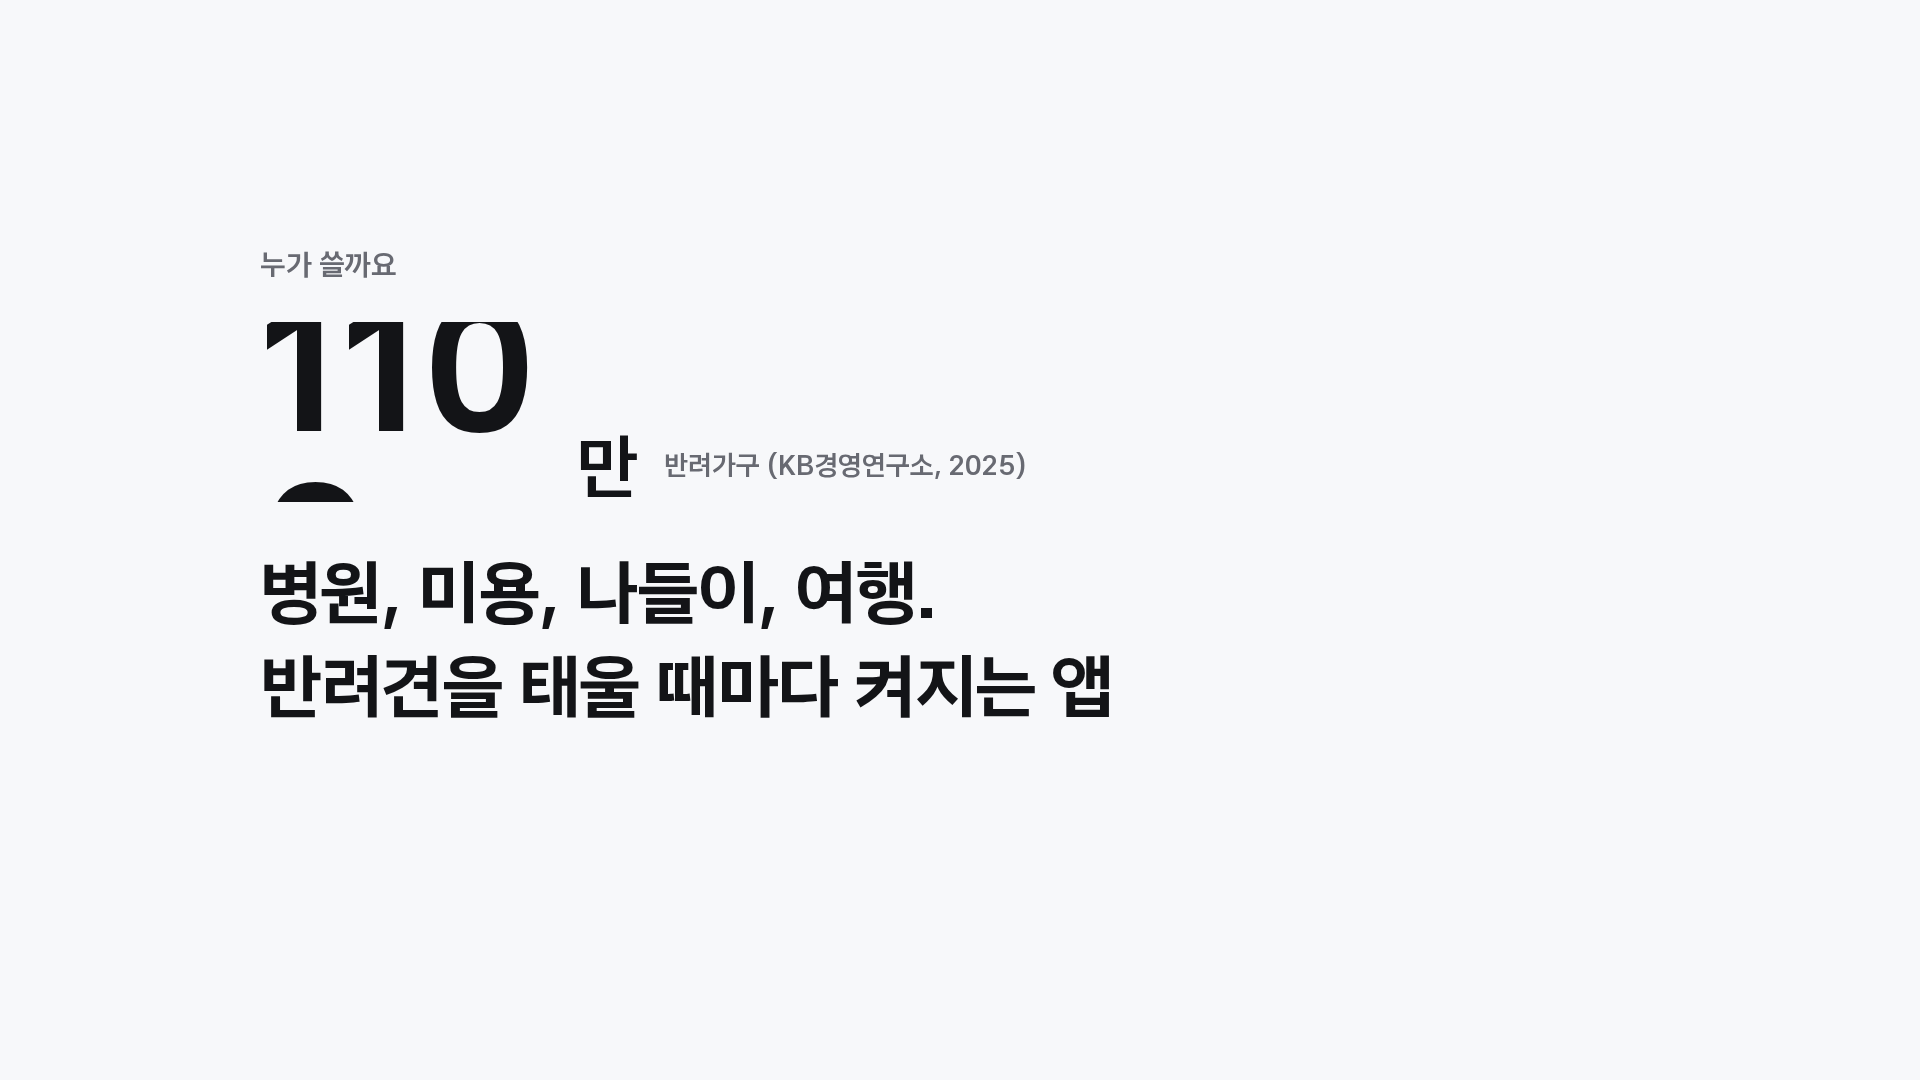 누가 쓸까요
110
만 반려가구 (KB경영연구소, 2025)
병원, 미용, 나들이, 여행.
반려견을 태울 때마다 켜지는 앱